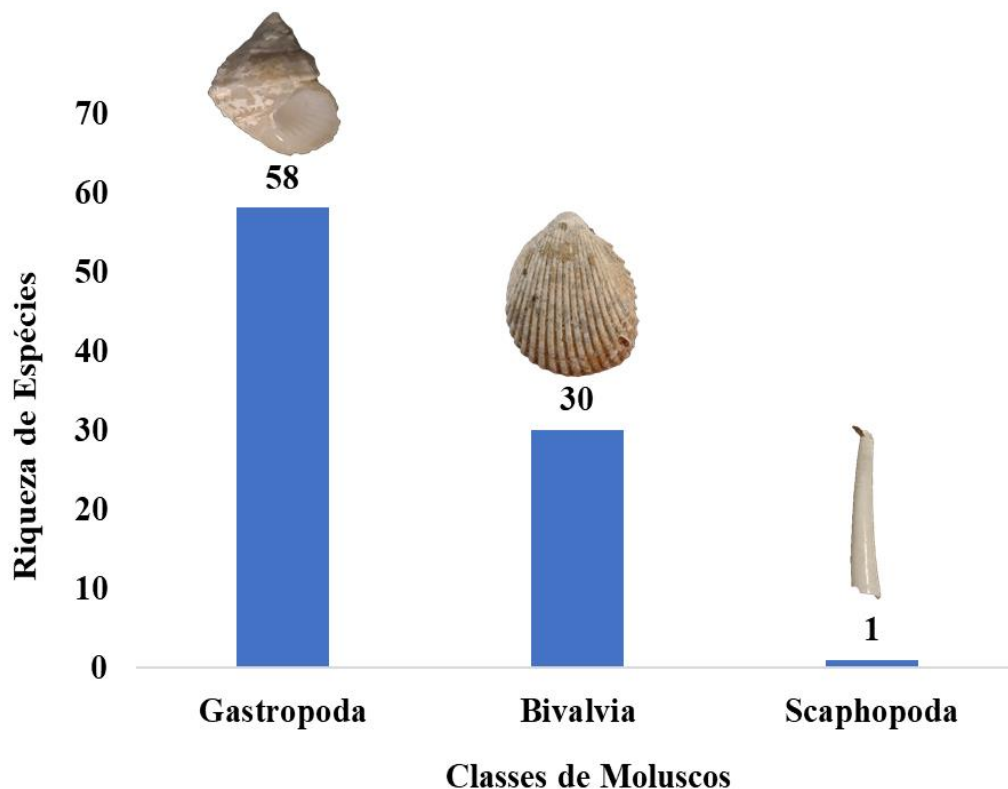 Riqueza de Espécies
70
60
50
40
30
20
10
0
58
30
1
Gastropoda
Bivalvia
Scaphopoda
Classes de Moluscos